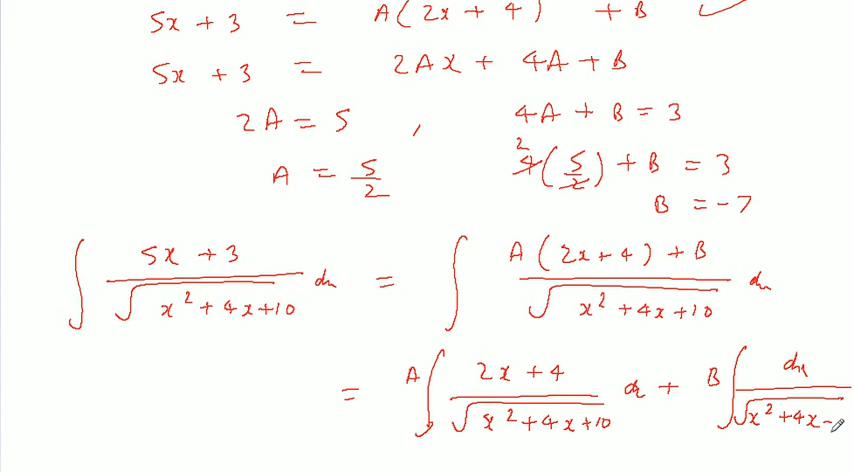 5x + 3 = A(2x + 4) + B
5x + 3 = 2Ax + 4A + B
2A = 5 , 4A + B = 3
A = 5/2 4(5/2) + B = 3
2
B = -7
∫ 5x + 3 / √(x² + 4x + 10) dx = ∫ A(2x + 4) + B / √(x² + 4x + 10) dx
= A ∫ 2x + 4 / √(x² + 4x + 10) dx + B ∫ dx / √(x² + 4x -